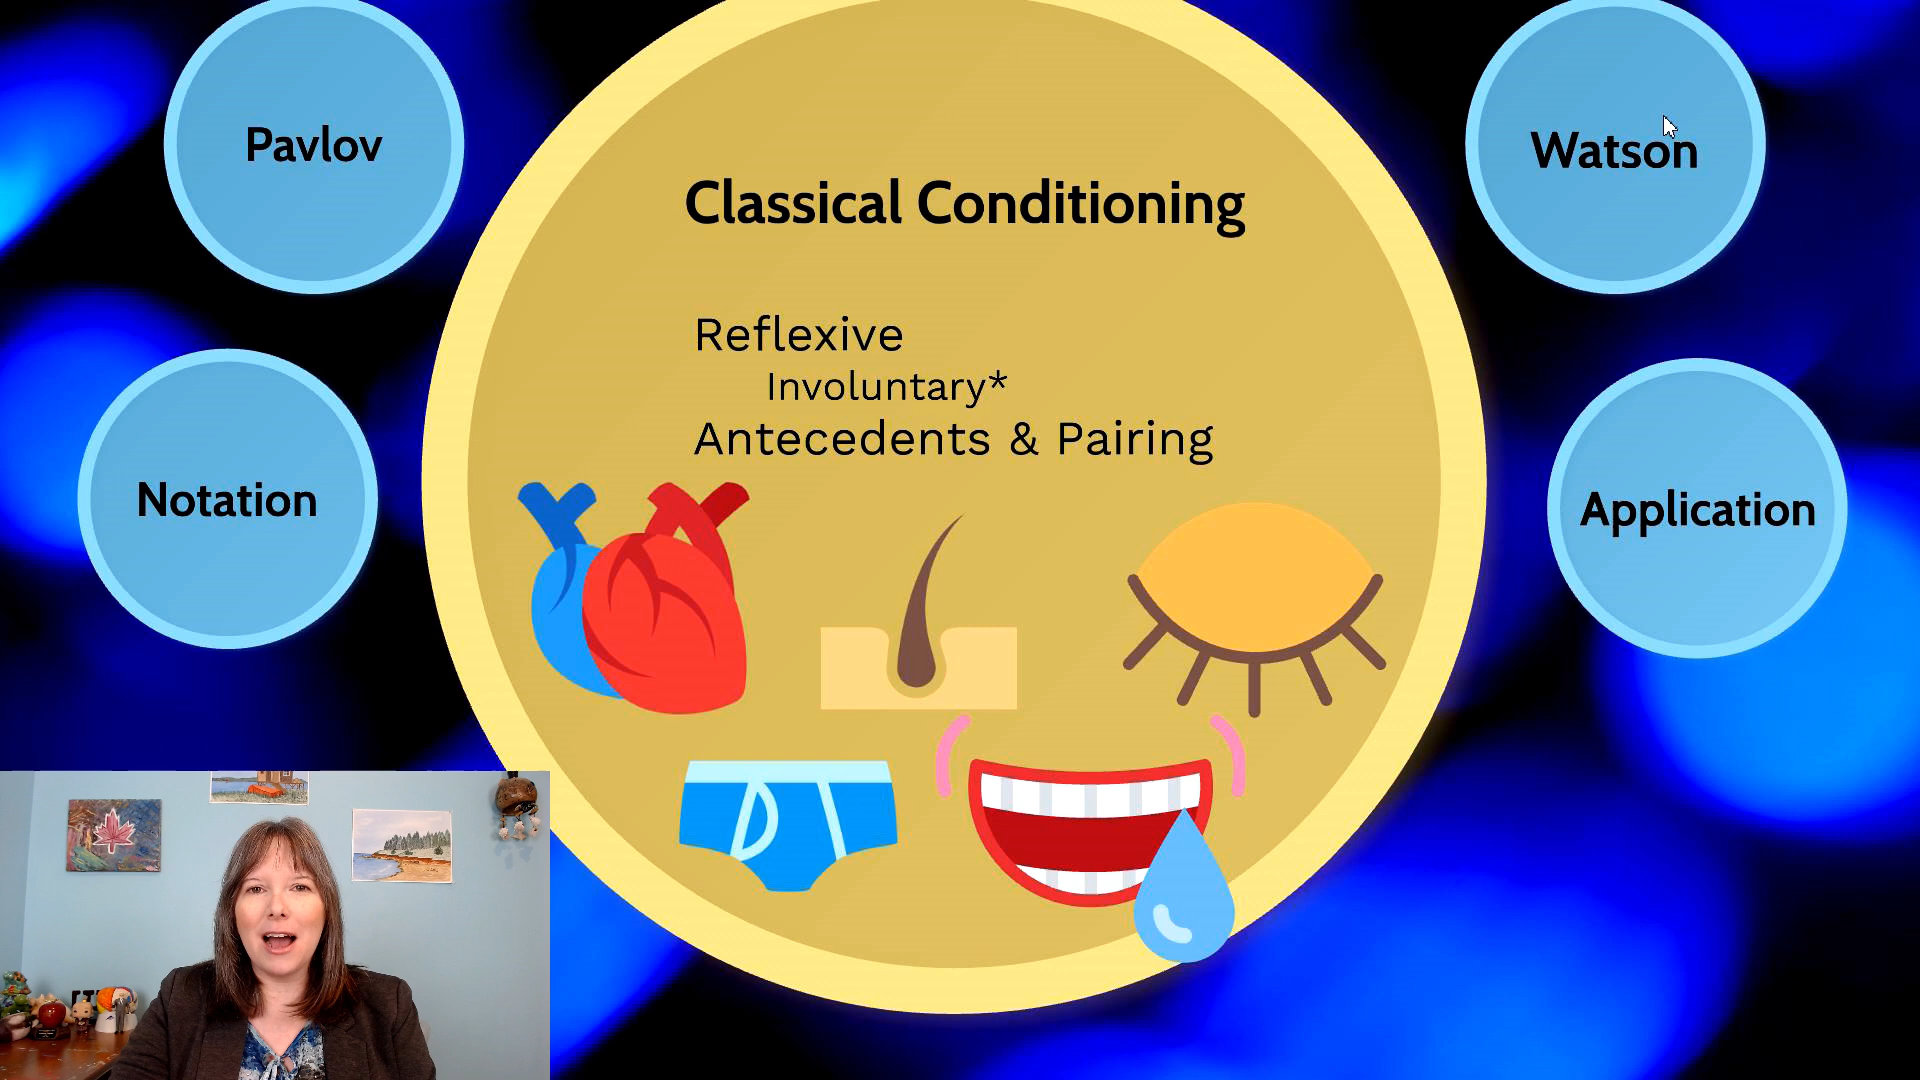 Pavlov
Watson
Classical Conditioning
Reflexive
Involuntary*
Antecedents & Pairing
Notation
Application